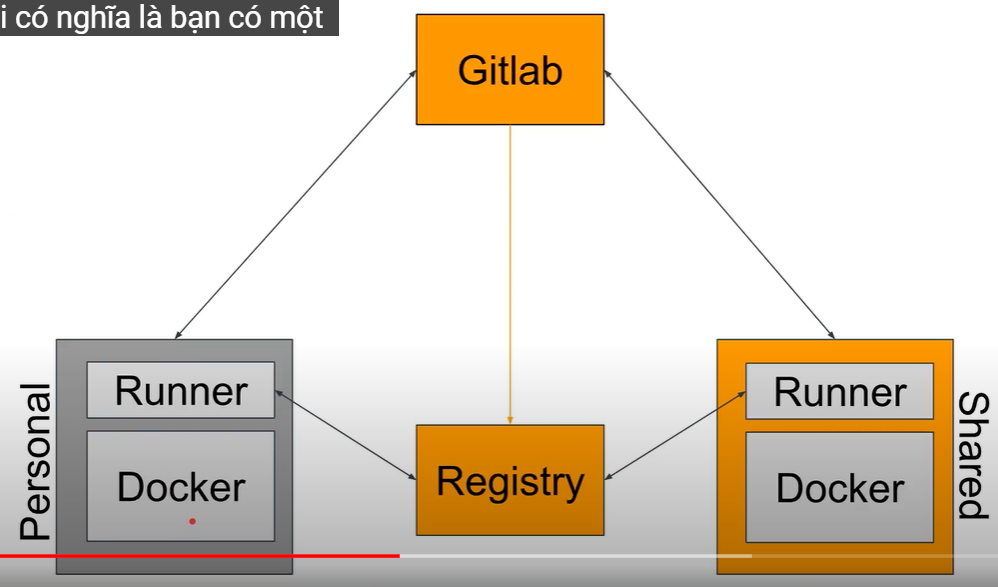 i có nghĩa là bạn có một
Gitlab
Personal
Runner
Docker
Registry
Runner
Docker
Shared